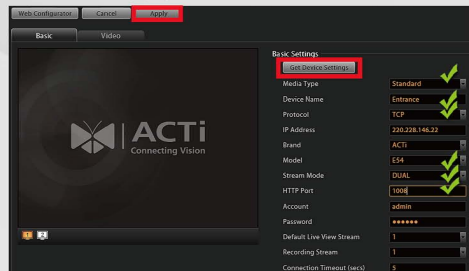 Web Configurator Cancel Apply
Basic Video
Basic Settings
Get Device Settings
Media Type Standard
Device Name Entrance
Protocol TCP
IP Address 220.228.146.22
Brand ACTi
Model E54
Stream Mode DUAL
HTTP Port 1008
Account admin
Password ••••••
Default Live View Stream 1
Recording Stream 1
Connection Timeout (secs) 5
ACTi
Connecting Vision
1 2